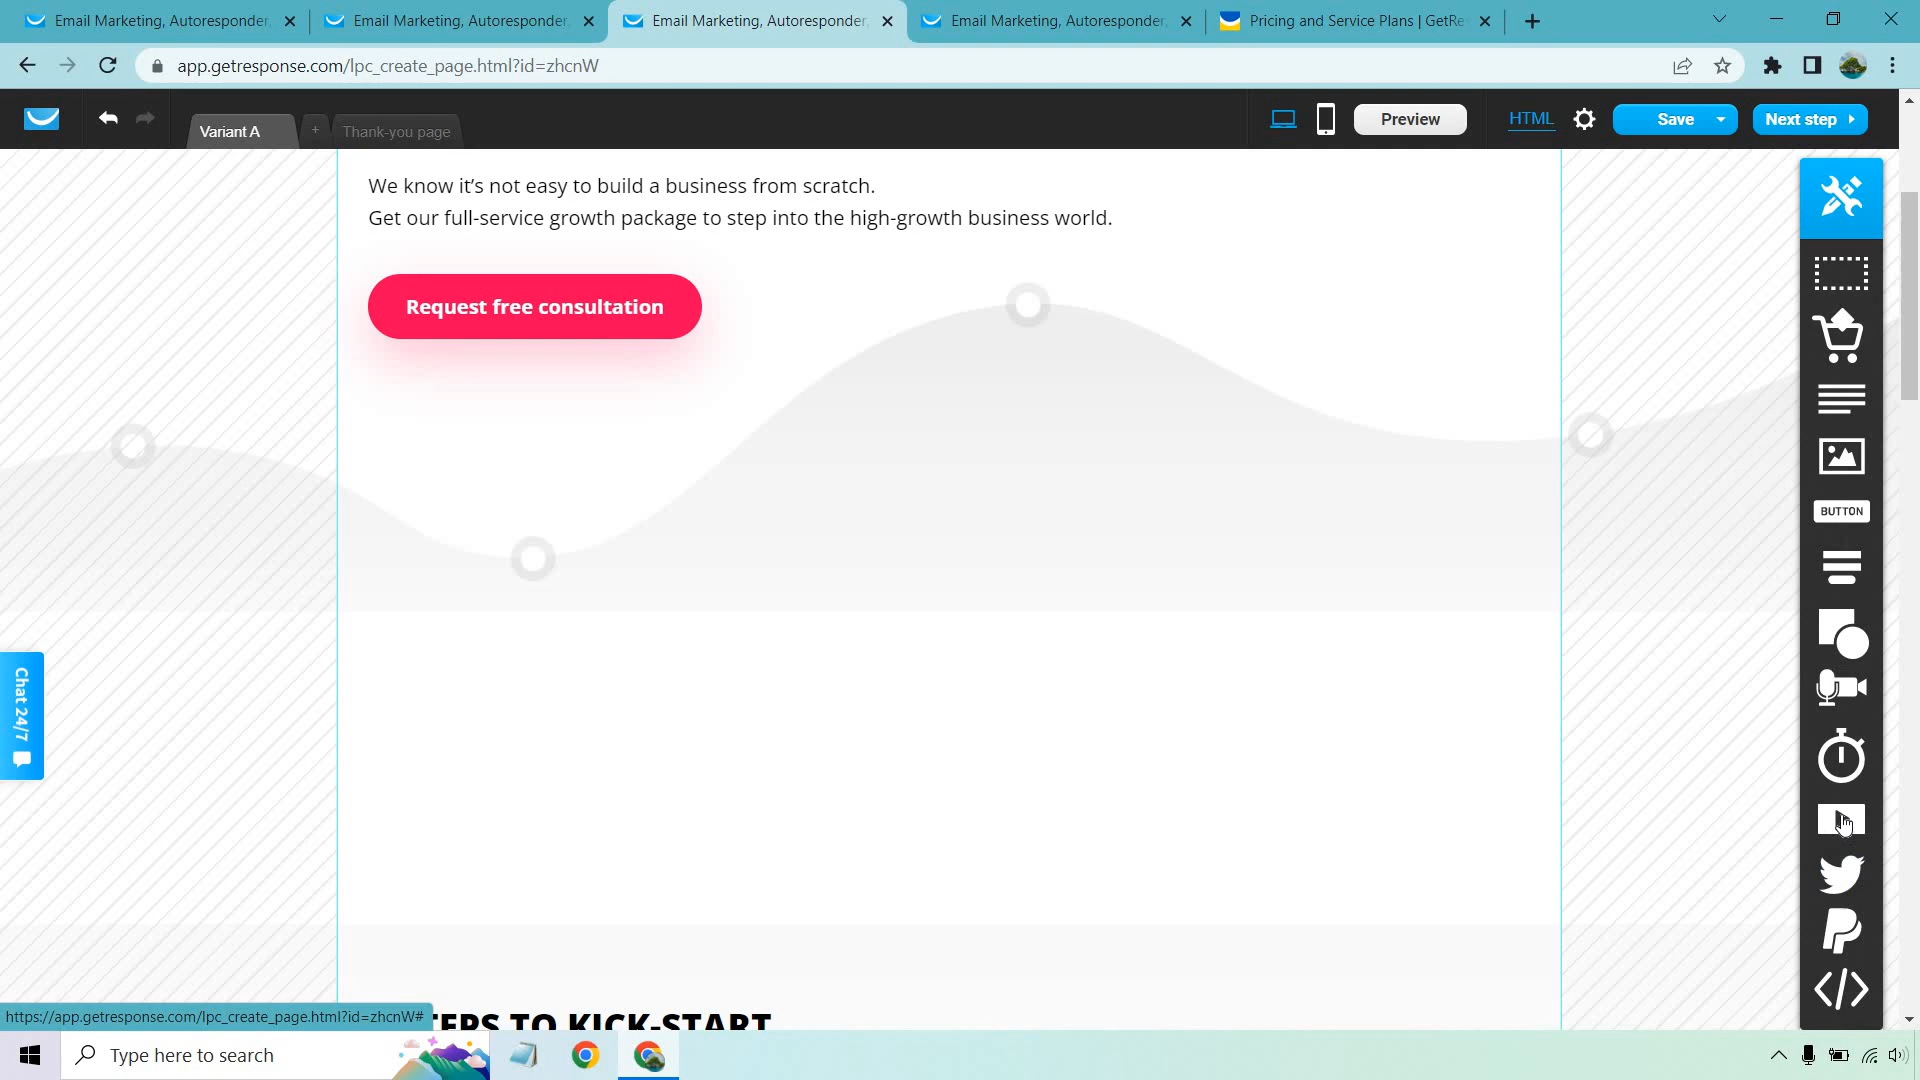 Email Marketing, Autoresponder,
Email Marketing, Autoresponder,
Email Marketing, Autoresponder,
Email Marketing, Autoresponder,
Pricing and Service Plans | GetRe
app.getresponse.com/lpc_create_page.html?id=zhcnW
Variant A
+
Thank-you page
Preview
HTML
Save
Next step
We know it’s not easy to build a business from scratch.
Get our full-service growth package to step into the high-growth business world.
Request free consultation
BUTTON
Chat 24/7
TEPS TO KICK-START
https://app.getresponse.com/lpc_create_page.html?id=zhcnW#
Type here to search